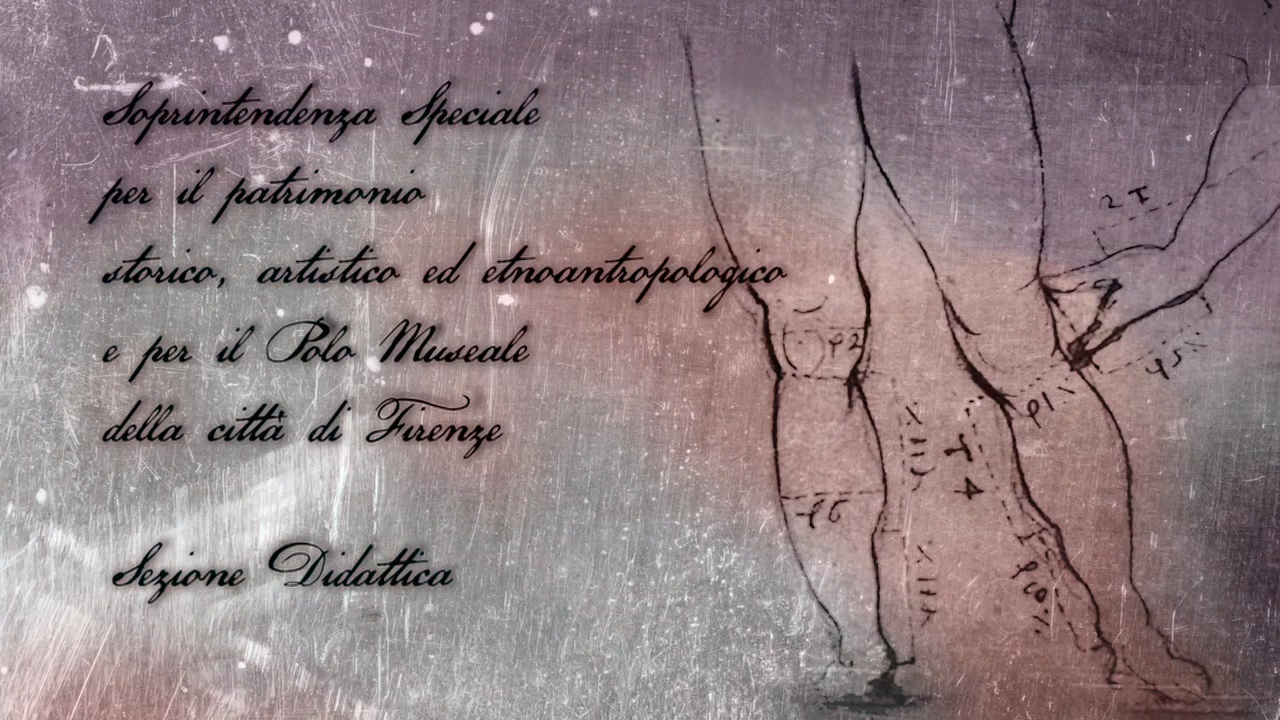 Soprintendenza Speciale
per il patrimonio
storico, artistico ed etnoantropologico
e per il Polo Museale
della città di Firenze
Sezione Didattica